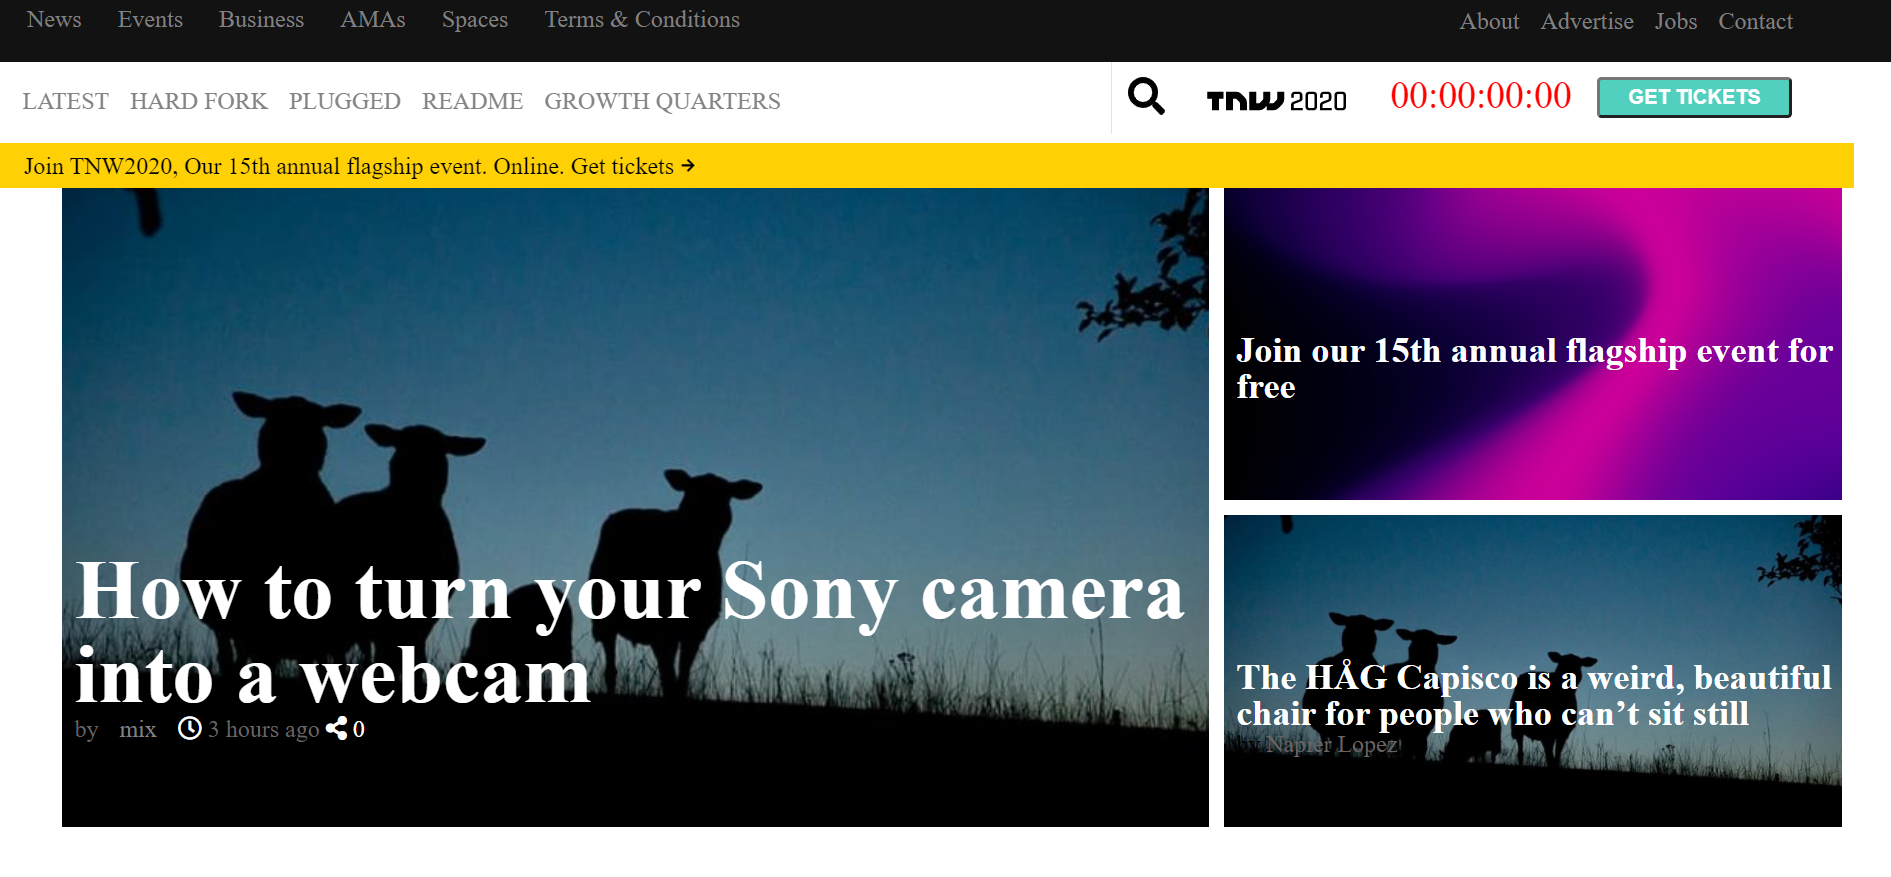 News Events Business AMAs Spaces Terms & Conditions About Advertise Jobs Contact
LATEST HARD FORK PLUGGED README GROWTH QUARTERS TNW 2020 00:00:00:00 GET TICKETS
Join TNW2020, Our 15th annual flagship event. Online. Get tickets →
How to turn your Sony camera
into a webcam
by mix 3 hours ago 0
Join our 15th annual flagship event for
free
The HÅG Capisco is a weird, beautiful
chair for people who can’t sit still
Napier Lopez